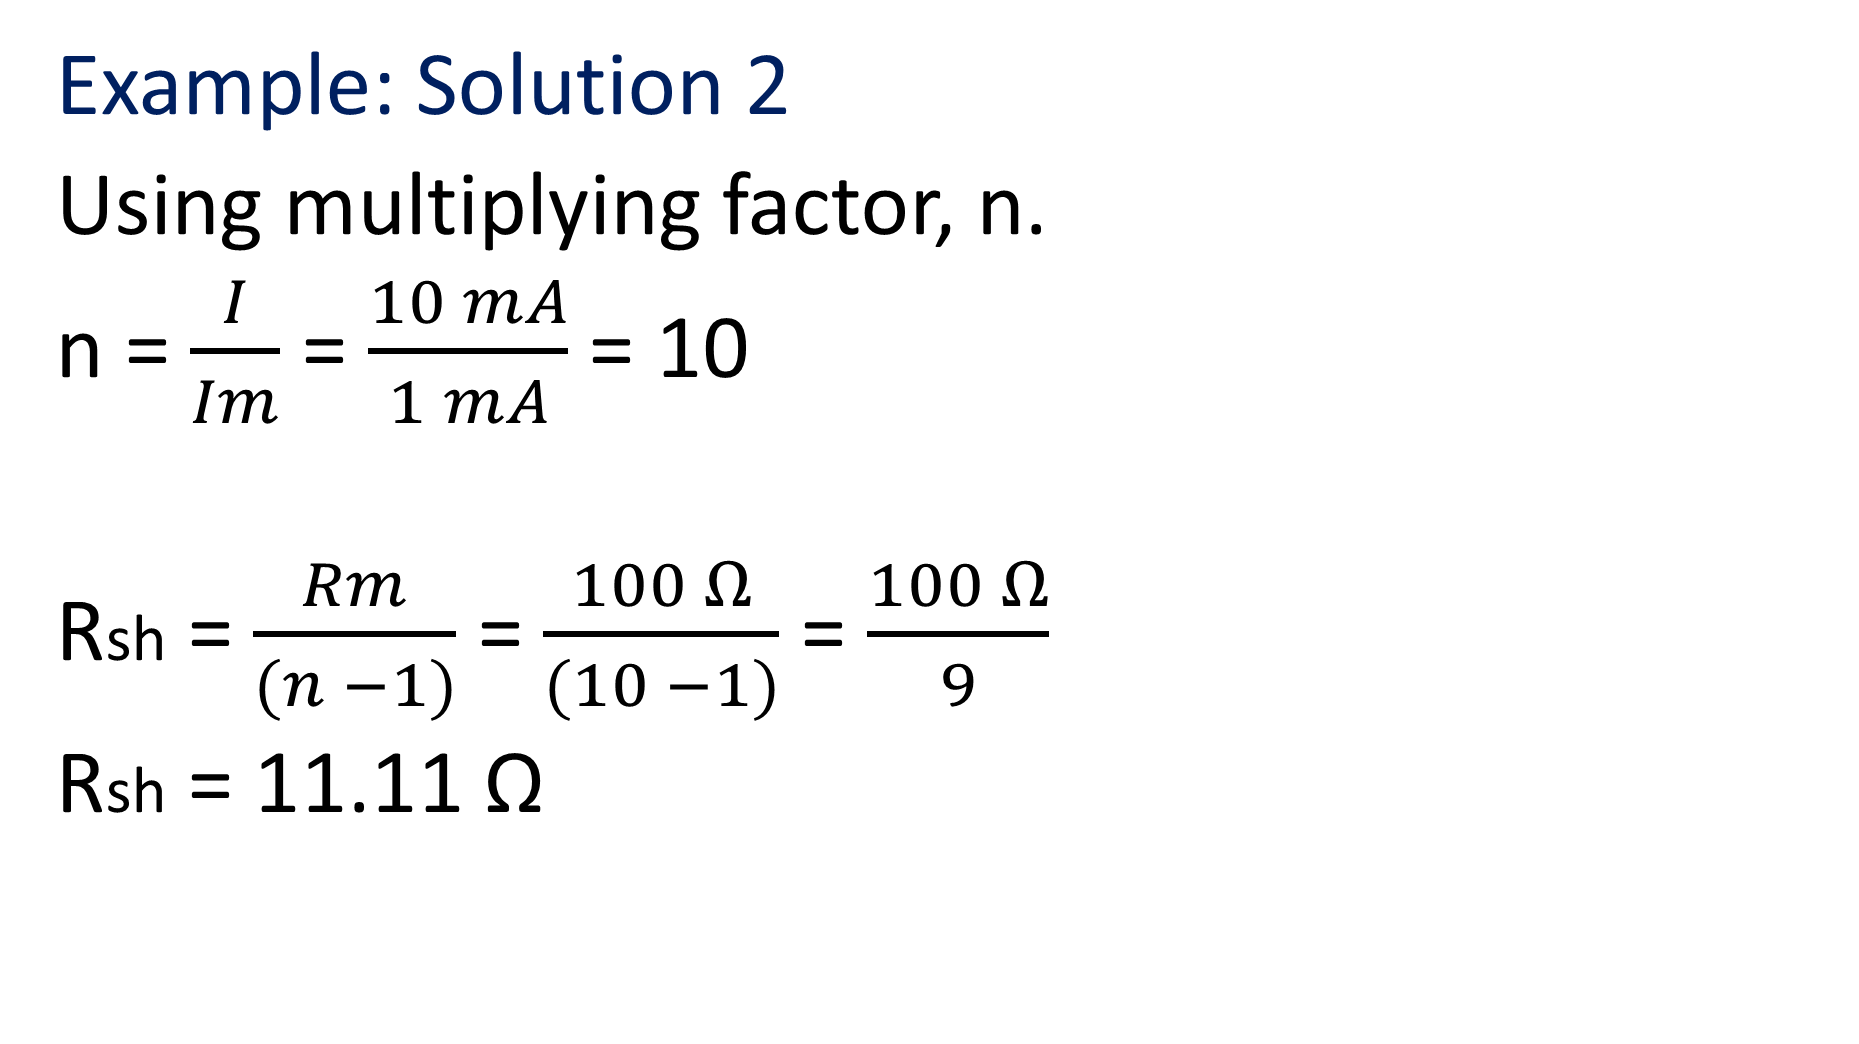 Example: Solution 2
Using multiplying factor, n.
n = I/Im = 10 mA/1 mA = 10
Rsh = Rm/(n −1) = 100 Ω/(10 −1) = 100 Ω/9
Rsh = 11.11 Ω